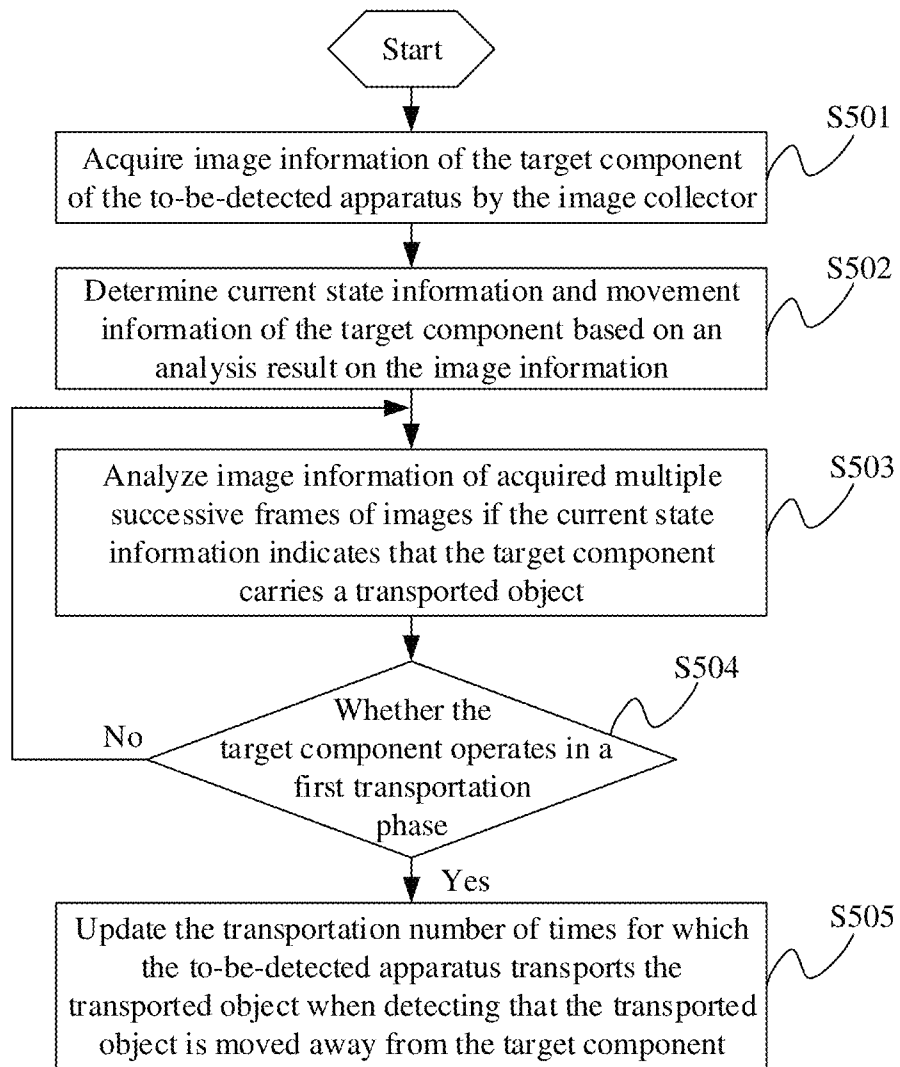 Start
S501
Acquire image information of the target component
of the to-be-detected apparatus by the image collector
S502
Determine current state information and movement
information of the target component based on an
analysis result on the image information
S503
Analyze image information of acquired multiple
successive frames of images if the current state
information indicates that the target component
carries a transported object
S504
Whether the
target component operates in a
first transportation
phase
No
Yes
S505
Update the transportation number of times for which
the to-be-detected apparatus transports the
transported object when detecting that the transported
object is moved away from the target component